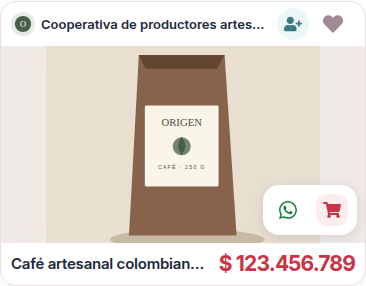 O
Cooperativa de productores artes...
ORIGEN
CAFÉ · 250 G
Café artesanal colombian...
$ 123.456.789